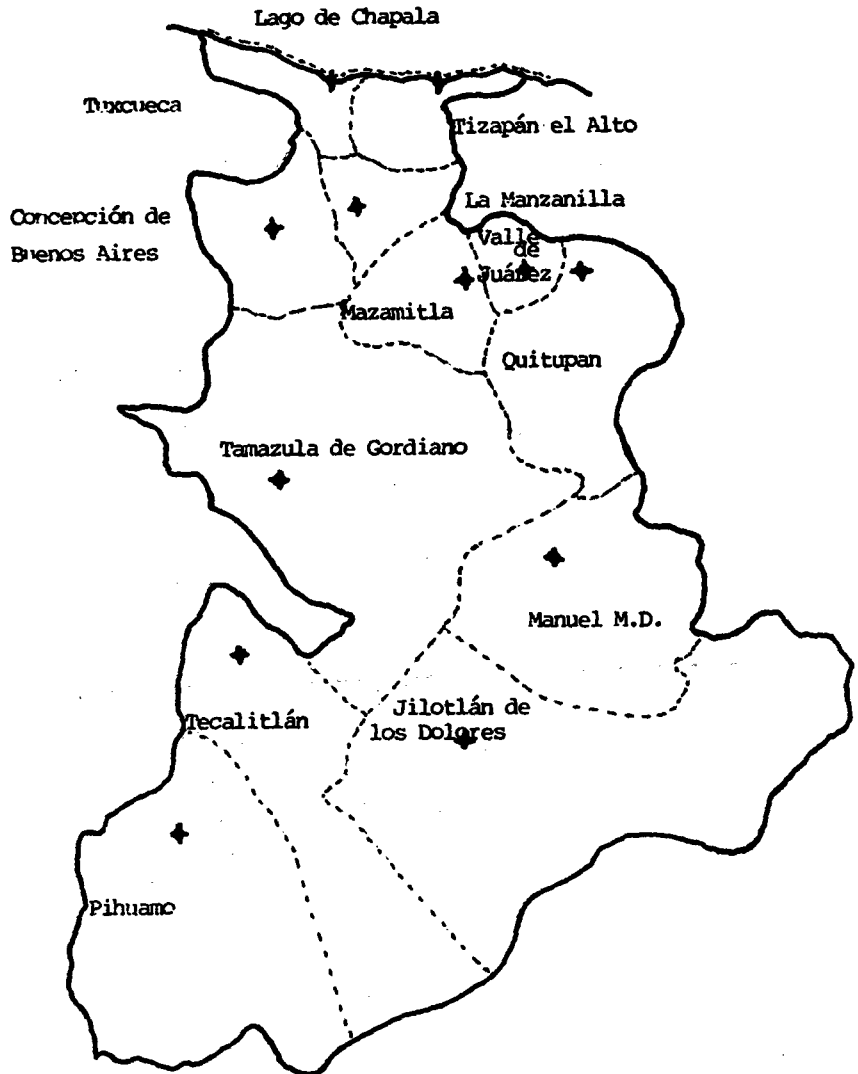 Lago de Chapala
Tuxcueca
Tizapán el Alto
La Manzanilla
Concepción de
Buenos Aires
Valle
de
Juárez
Mazamitla
Quitupan
Tamazula de Gordiano
Manuel M.D.
Jilotlán de
los Dolores
Tecalitlán
Pihuamo